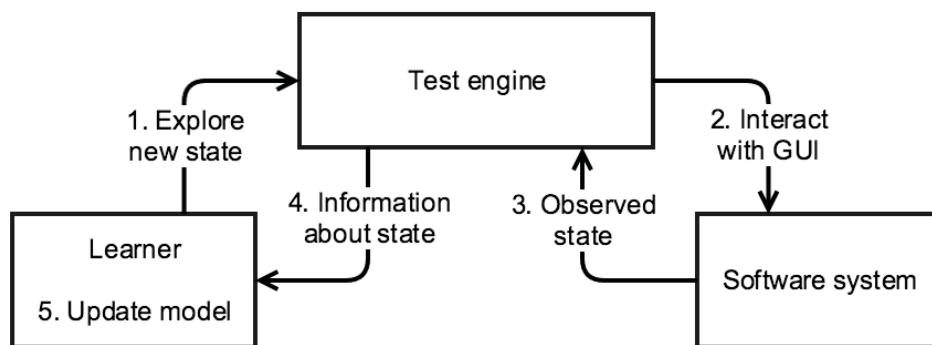 Test engine
1. Explore
new state
2. Interact
with GUI
4. Information
about state
3. Observed
state
Learner
5. Update model
Software system